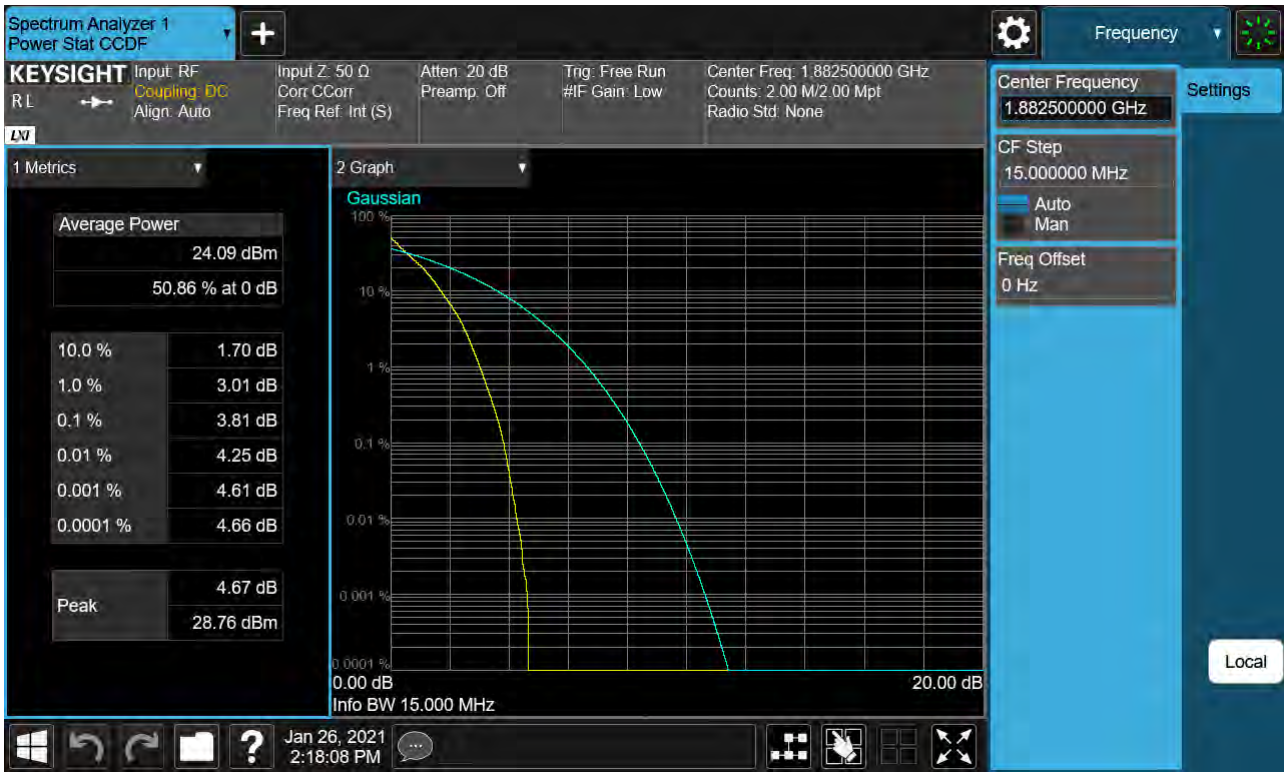 Spectrum Analyzer 1
Power Stat CCDF
+
Frequency
KEYSIGHT
RL
LXI
Input: RF
Coupling: DC
Align: Auto
Input Z: 50 Ω
Corr CCorr
Freq Ref: Int (S)
Atten: 20 dB
Preamp: Off
Trig: Free Run
#IF Gain: Low
Center Freq: 1.882500000 GHz
Counts: 2.00 M/2.00 Mpt
Radio Std: None
Center Frequency
1.882500000 GHz
Settings
CF Step
15.000000 MHz
Auto
Man
Freq Offset
0 Hz
1 Metrics
Average Power
24.09 dBm
50.86 % at 0 dB
10.0 % 1.70 dB
1.0 % 3.01 dB
0.1 % 3.81 dB
0.01 % 4.25 dB
0.001 % 4.61 dB
0.0001 % 4.66 dB
Peak
4.67 dB
28.76 dBm
2 Graph
Gaussian
100 %
10 %
1 %
0.1 %
0.01 %
0.001 %
0.0001 %
0.00 dB 20.00 dB
Info BW 15.000 MHz
Local
?
Jan 26, 2021
2:18:08 PM